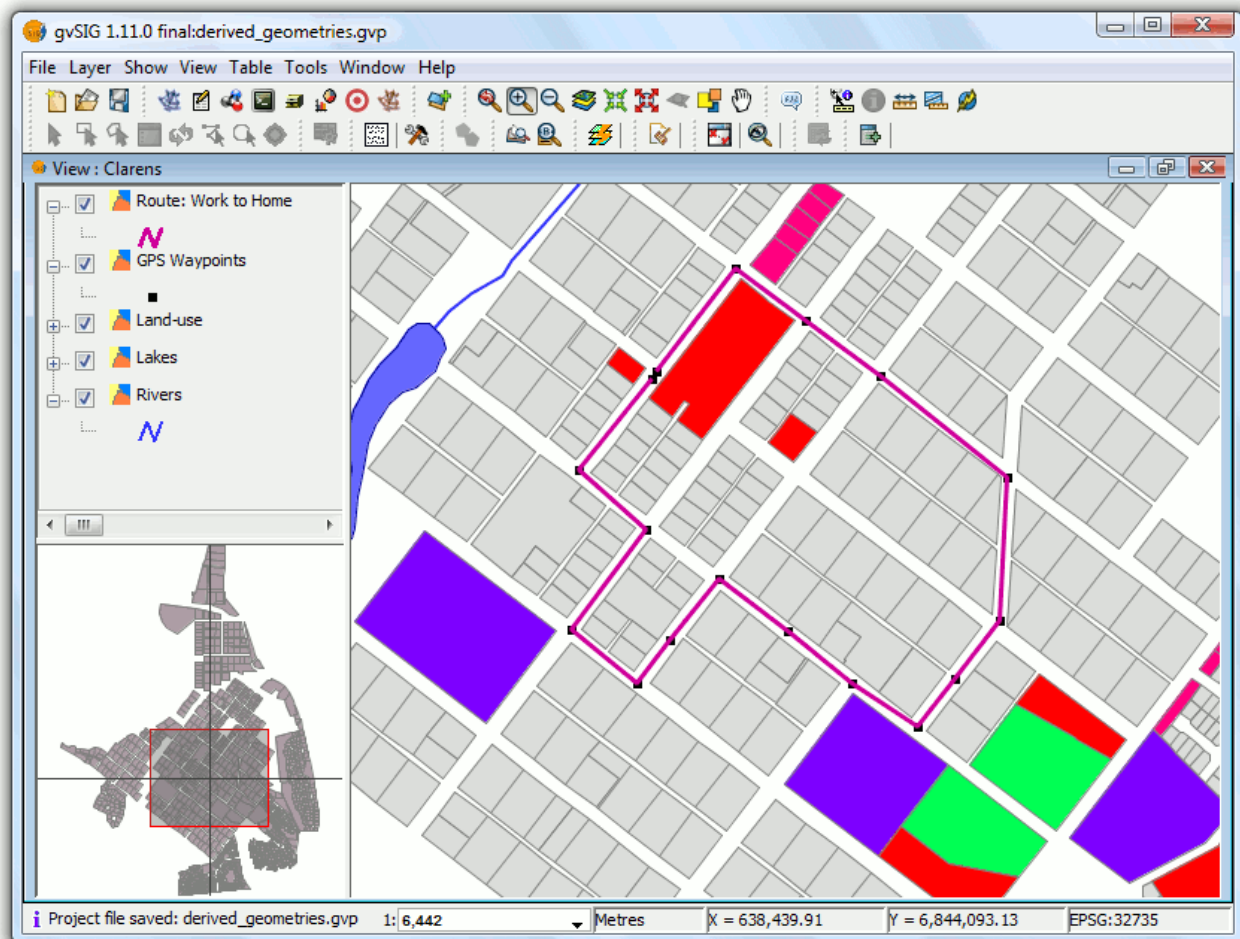 gvSIG 1.11.0 final:derived_geometries.gvp
File Layer Show View Table Tools Window Help
View : Clarens
Route: Work to Home
GPS Waypoints
Land-use
Lakes
Rivers
Project file saved: derived_geometries.gvp 1: 6,442 Metres X = 638,439.91 Y = 6,844,093.13 EPSG:32735